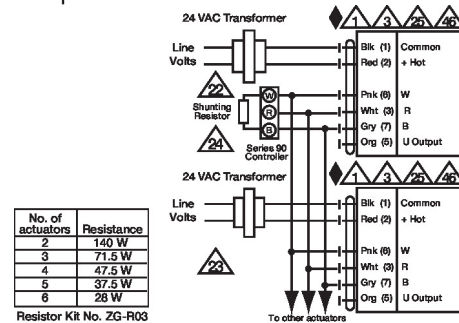 24 VAC Transformer
1 3 25 46
Line
Volts
Blk (1) Common
Red (2) + Hot
22
Shunting
Resistor
24
W
R
B
Series 90
Controller
Pnk (6) W
Wht (3) R
Gry (7) B
Org (5) U Output
24 VAC Transformer
1 3 25 46
Line
Volts
Blk (1) Common
Red (2) + Hot
23
Pnk (6) W
Wht (3) R
Gry (7) B
Org (5) U Output
To other actuators
No. of
actuators Resistance
2 140 W
3 71.5 W
4 47.5 W
5 37.5 W
6 28 W
Resistor Kit No. ZG-R03